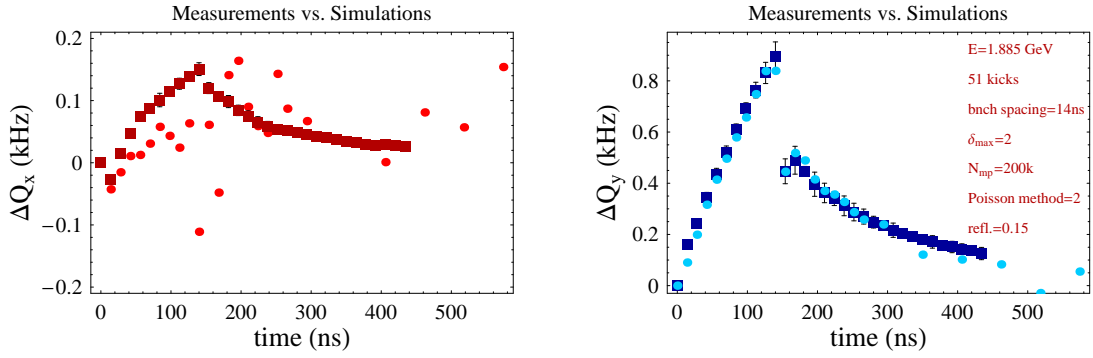 Measurements vs. Simulations
0.2
0.1
0
−0.1
−0.2
ΔQ_x (kHz)
0 100 200 300 400 500
time (ns)
Measurements vs. Simulations
0.8
0.6
0.4
0.2
0
ΔQ_y (kHz)
E=1.885 GeV
51 kicks
bnch spacing=14ns
δmax=2
Nmp=200k
Poisson method=2
refl.=0.15
0 100 200 300 400 500
time (ns)